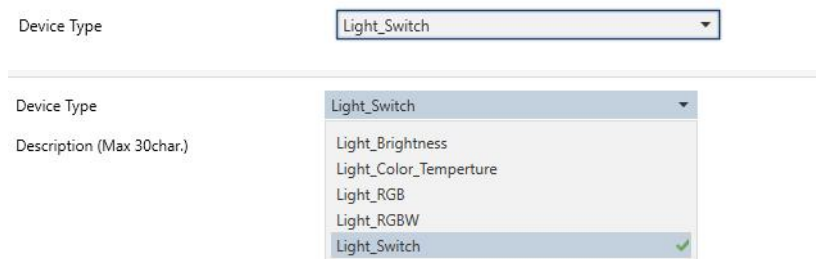 Device Type Light_Switch
Device Type Light_Switch
Description (Max 30char.) Light_Brightness
Light_Color_Temperture
Light_RGB
Light_RGBW
Light_Switch